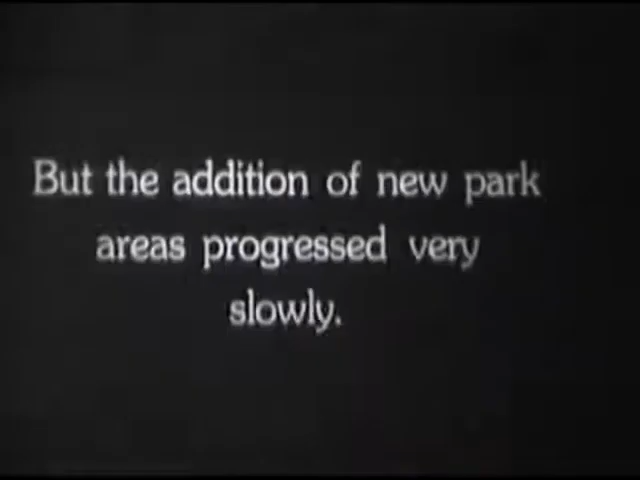 But the addition of new park
areas progressed very
slowly.